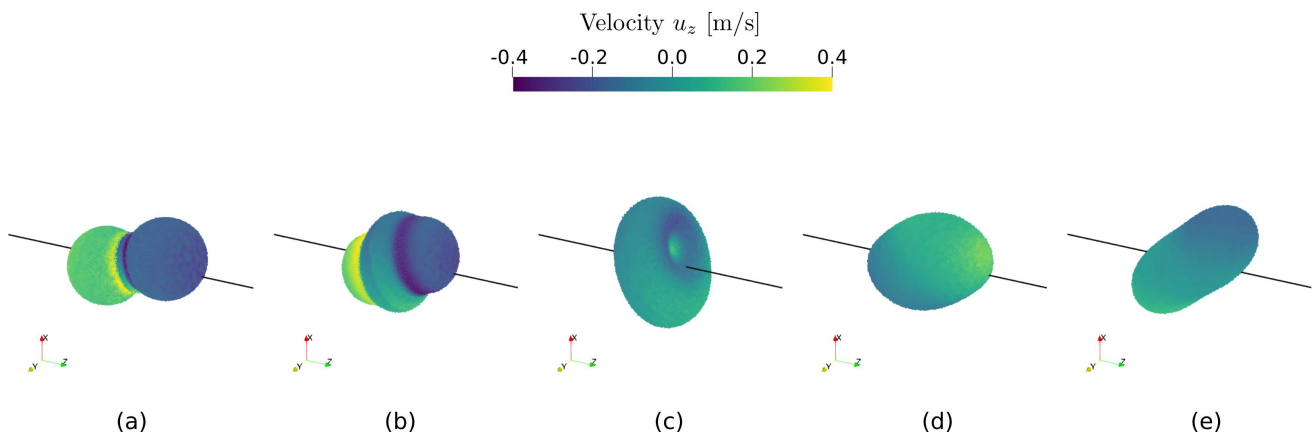 Velocity u_z [m/s]
-0.4 -0.2 0.0 0.2 0.4
X Y Z X Y Z X Y Z X Y Z X Y Z
(a) (b) (c) (d) (e)